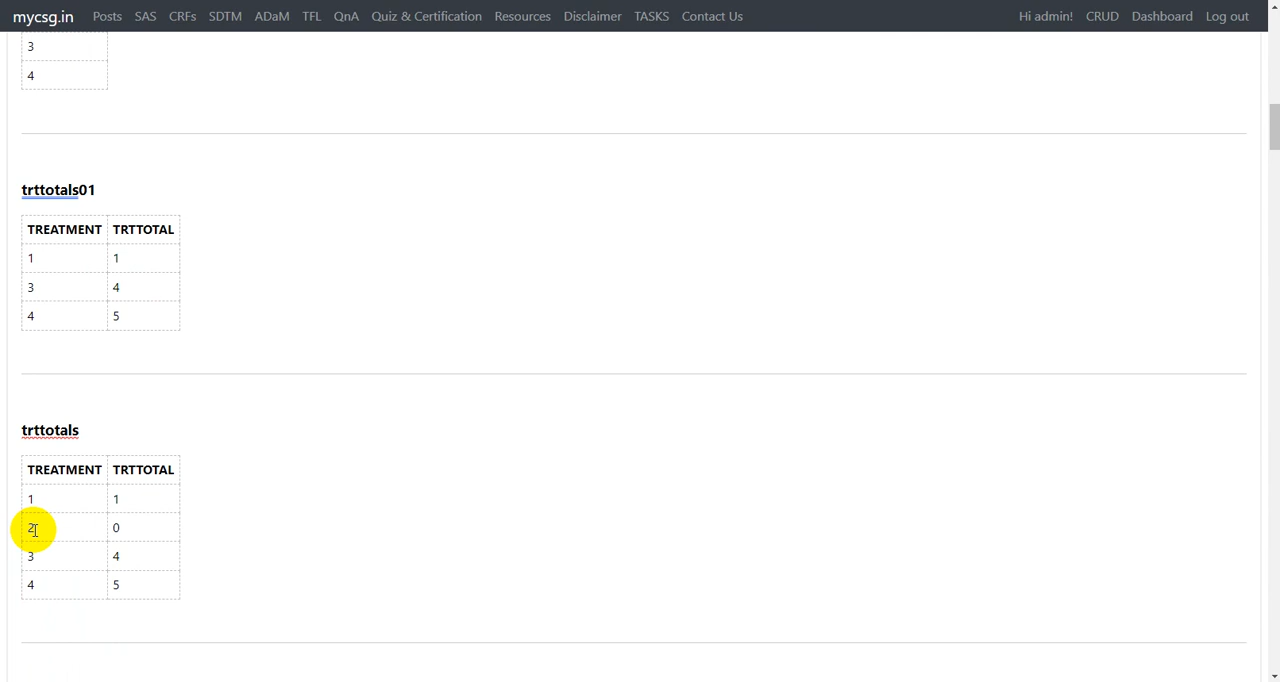 mycsg.in Posts SAS CRFs SDTM ADaM TFL QnA Quiz & Certification Resources Disclaimer TASKS Contact Us Hi admin! CRUD Dashboard Log out
3
4
trttotals01
TREATMENT TRTTOTAL
1 1
3 4
4 5
trttotals
TREATMENT TRTTOTAL
1 1
2 0
3 4
4 5